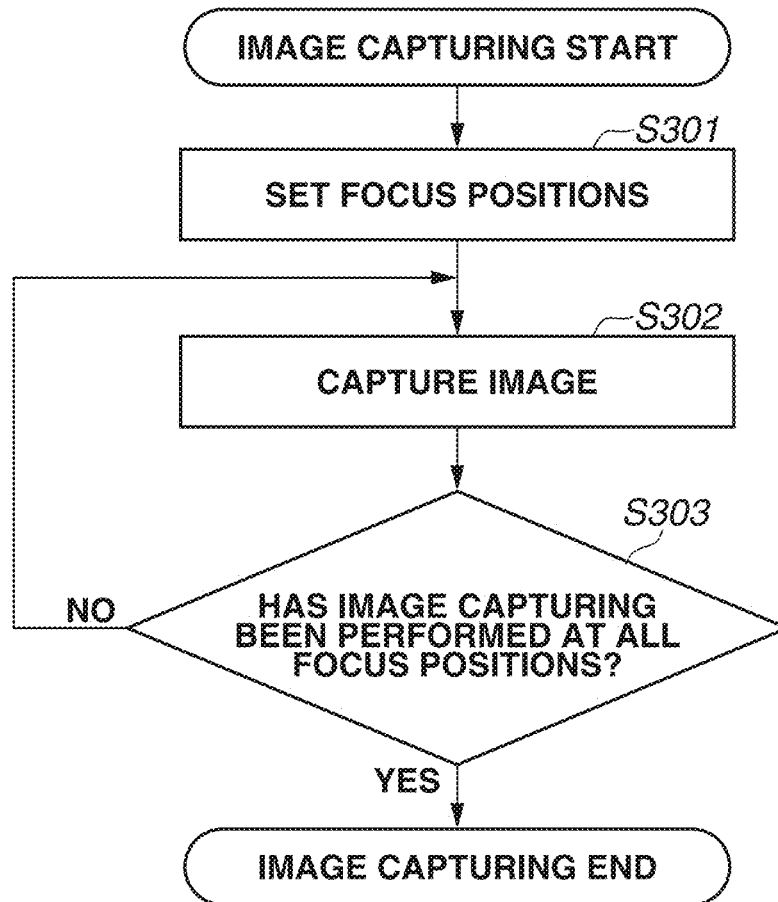 IMAGE CAPTURING START
S301
SET FOCUS POSITIONS
S302
CAPTURE IMAGE
S303
HAS IMAGE CAPTURING
BEEN PERFORMED AT ALL
FOCUS POSITIONS?
NO
YES
IMAGE CAPTURING END